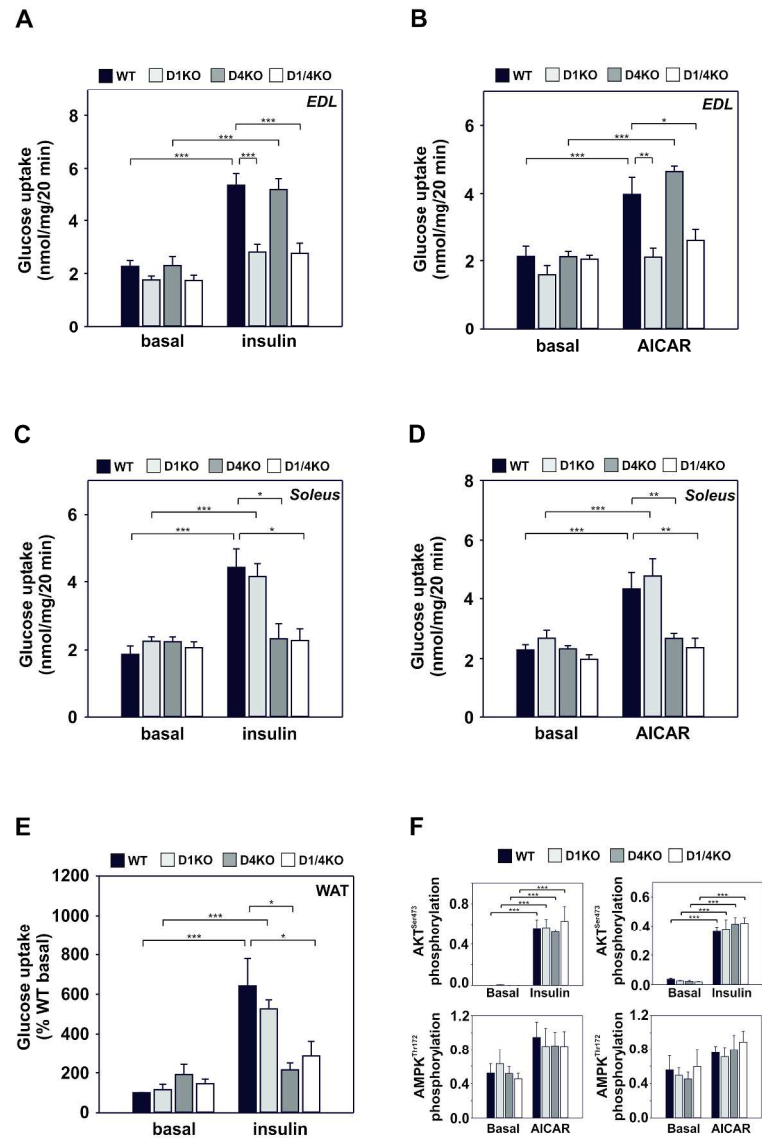 A
WT D1KO D4KO D1/4KO
EDL
Glucose uptake
(nmol/mg/20 min)
8
6
4
2
0
***
***
*** ***
basal insulin
B
WT D1KO D4KO D1/4KO
EDL
Glucose uptake
(nmol/mg/20 min)
6
4
2
0
*
***
*** **
basal AICAR
C
WT D1KO D4KO D1/4KO
Soleus
Glucose uptake
(nmol/mg/20 min)
6
4
2
0
*
***
*** *
basal insulin
D
WT D1KO D4KO D1/4KO
Soleus
Glucose uptake
(nmol/mg/20 min)
8
6
4
2
0
**
***
*** **
basal AICAR
E
WT D1KO D4KO D1/4KO
WAT
Glucose uptake
(% WT basal)
1200
1000
800
600
400
200
0
*
***
*** *
basal insulin
F
WT D1KO D4KO D1/4KO
AKTSer473
phosphorylation
0.8
0.4
0.0
***
***
***
***
Basal Insulin
AKTSer473
phosphorylation
0.6
0.4
0.2
0.0
***
***
***
***
Basal Insulin
AMPKThr172
phosphorylation
1.2
0.8
0.4
0
Basal AICAR
AMPKThr172
phosphorylation
1.2
0.8
0.4
0
Basal AICAR